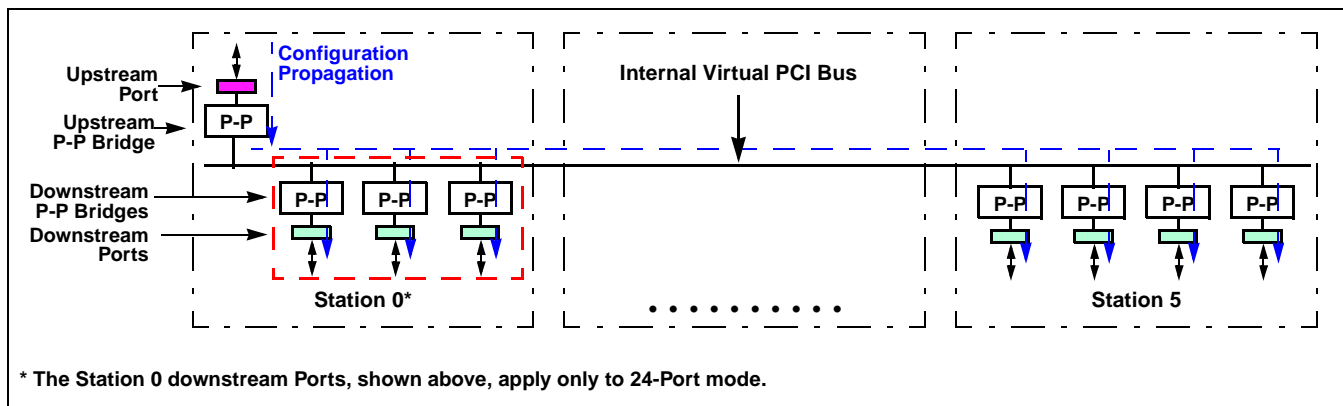 Configuration
Propagation
Upstream
Port
Internal Virtual PCI Bus
Upstream
P-P Bridge
P-P
Downstream
P-P Bridges
P-P P-P P-P
P-P P-P P-P P-P
Downstream
Ports
Station 0*
Station 5
* The Station 0 downstream Ports, shown above, apply only to 24-Port mode.